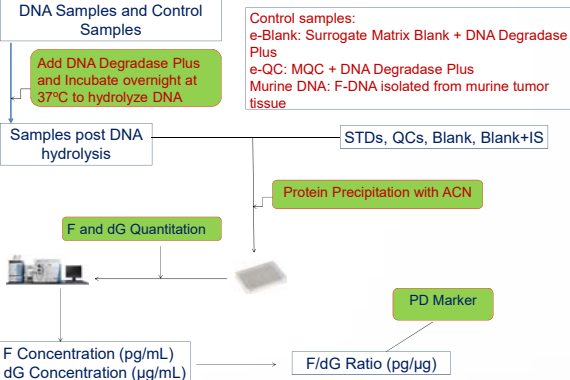 DNA Samples and Control
Samples
Control samples:
e-Blank: Surrogate Matrix Blank + DNA Degradase
Plus
e-QC: MQC + DNA Degradase Plus
Murine DNA: F-DNA isolated from murine tumor
tissue
Add DNA Degradase Plus
and Incubate overnight at
37ºC to hydrolyze DNA
Samples post DNA
hydrolysis
STDs, QCs, Blank, Blank+IS
Protein Precipitation with ACN
F and dG Quantitation
PD Marker
F Concentration (pg/mL)
dG Concentration (µg/mL)
F/dG Ratio (pg/µg)